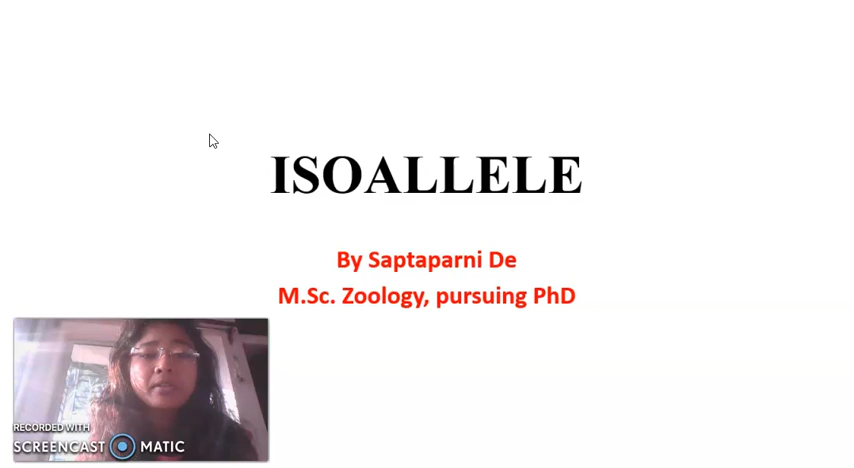 ISOALLELE
By Saptaparni De
M.Sc. Zoology, pursuing PhD
RECORDED WITH
SCREENCAST MATIC